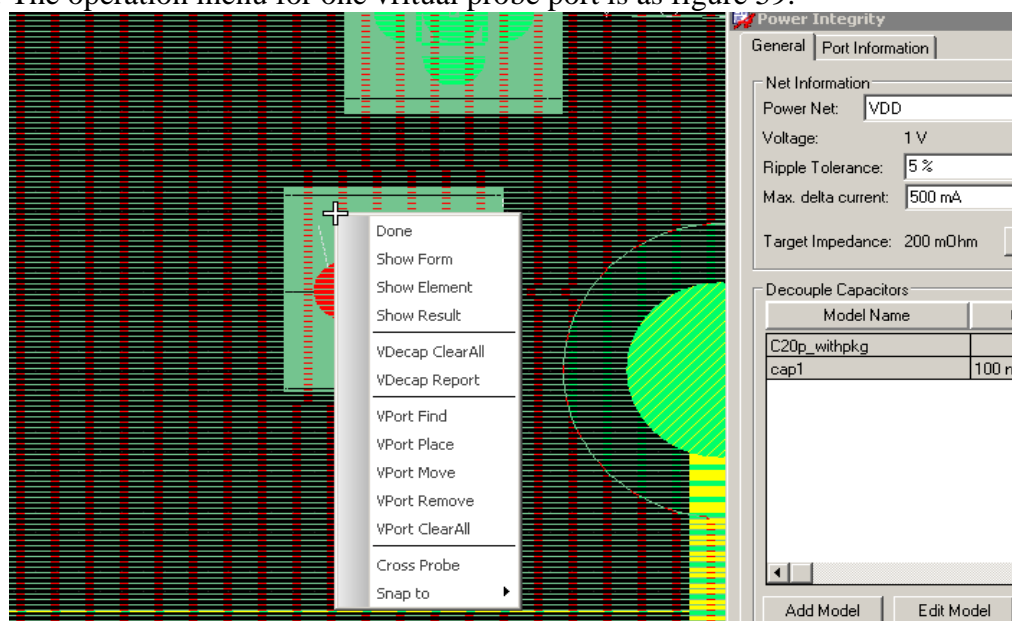 The operation menu for one vritual probe port is as figure 39.
Power Integrity
General
Port Information
Net Information
Power Net: VDD
Voltage: 1 V
Ripple Tolerance: 5 %
Max. delta current: 500 mA
Target Impedance: 200 mOhm
Decouple Capacitors
Model Name
C20p_withpkg
cap1 100 n
Add Model
Edit Model
Done
Show Form
Show Element
Show Result
VDecap ClearAll
VDecap Report
VPort Find
VPort Place
VPort Move
VPort Remove
VPort ClearAll
Cross Probe
Snap to